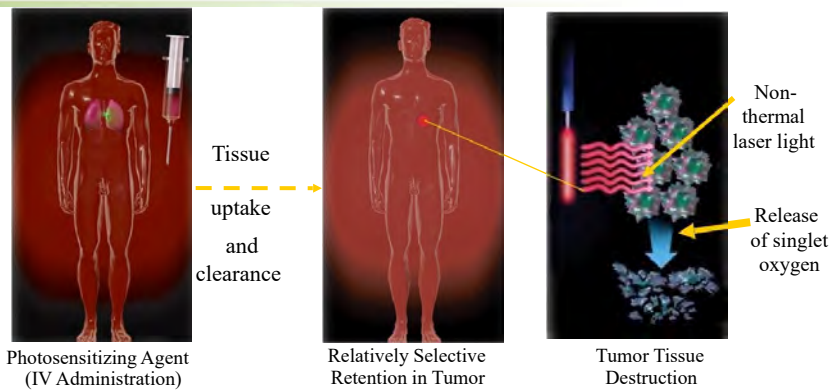 Tissue
uptake
and
clearance
Non-
thermal
laser light
Release
of singlet
oxygen
Photosensitizing Agent
(IV Administration)
Relatively Selective
Retention in Tumor
Tumor Tissue
Destruction